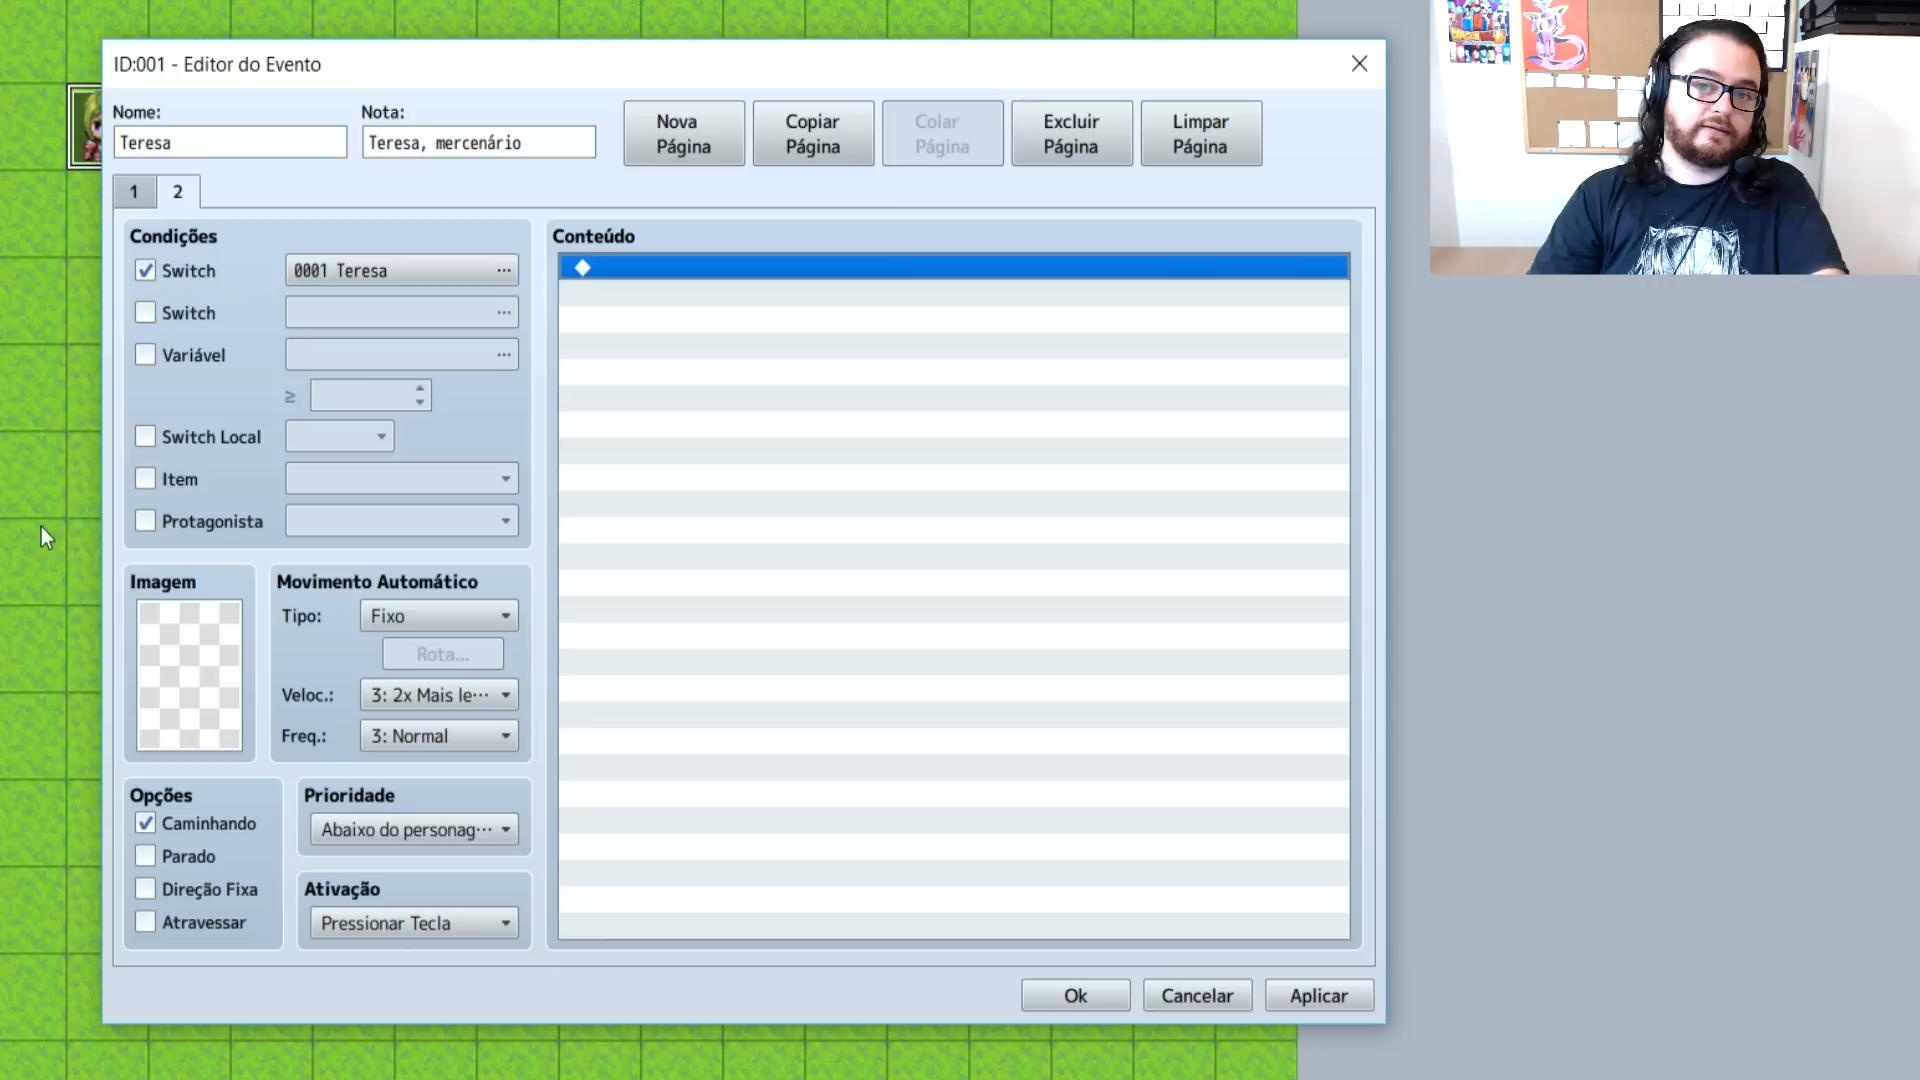 ID:001 - Editor do Evento
Nome:
Nota:
Teresa
Teresa, mercenário
Nova Página
Copiar Página
Colar Página
Excluir Página
Limpar Página
1
2
Condições
Switch
0001 Teresa
...
Switch
...
Variável
...
≥
Switch Local
Item
Protagonista
Imagem
Movimento Automático
Tipo:
Fixo
Rota...
Veloc.:
3: 2x Mais le...
Freq.:
3: Normal
Opções
Caminhando
Parado
Direção Fixa
Atravessar
Prioridade
Abaixo do personag...
Ativação
Pressionar Tecla
Conteúdo
Ok
Cancelar
Aplicar